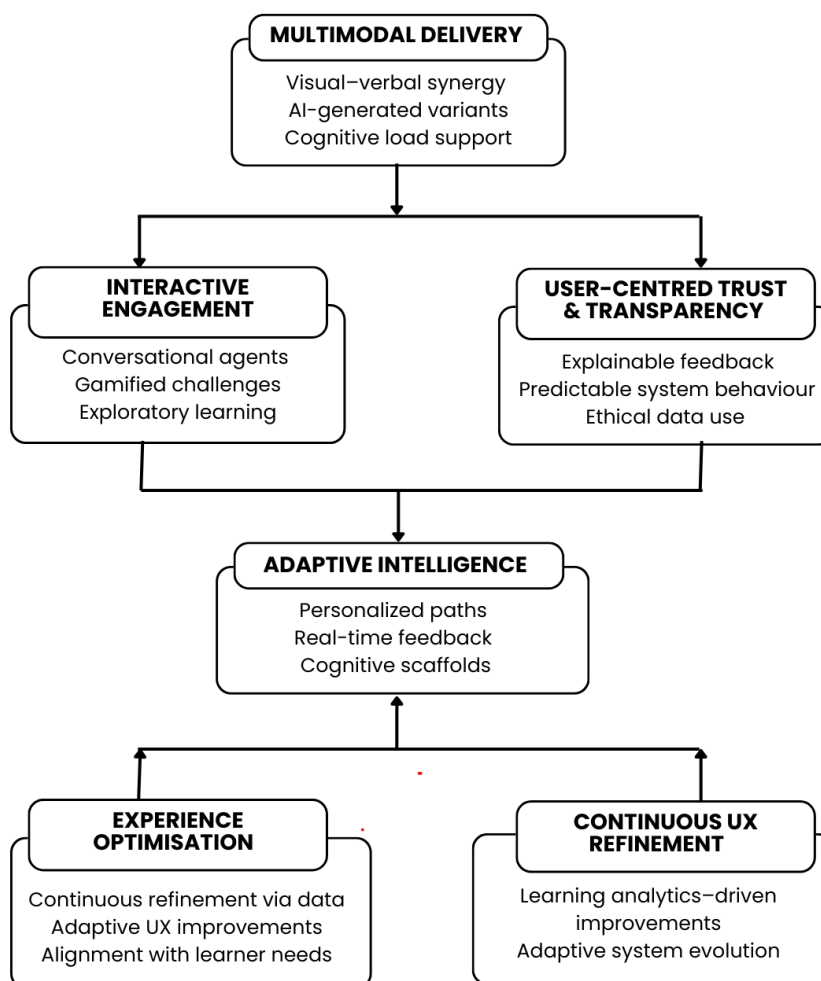 MULTIMODAL DELIVERY
Visual–verbal synergy
AI-generated variants
Cognitive load support
INTERACTIVE
ENGAGEMENT
Conversational agents
Gamified challenges
Exploratory learning
USER-CENTRED TRUST
& TRANSPARENCY
Explainable feedback
Predictable system behaviour
Ethical data use
ADAPTIVE INTELLIGENCE
Personalized paths
Real-time feedback
Cognitive scaffolds
EXPERIENCE
OPTIMISATION
Continuous refinement via data
Adaptive UX improvements
Alignment with learner needs
CONTINUOUS UX
REFINEMENT
Learning analytics–driven
improvements
Adaptive system evolution